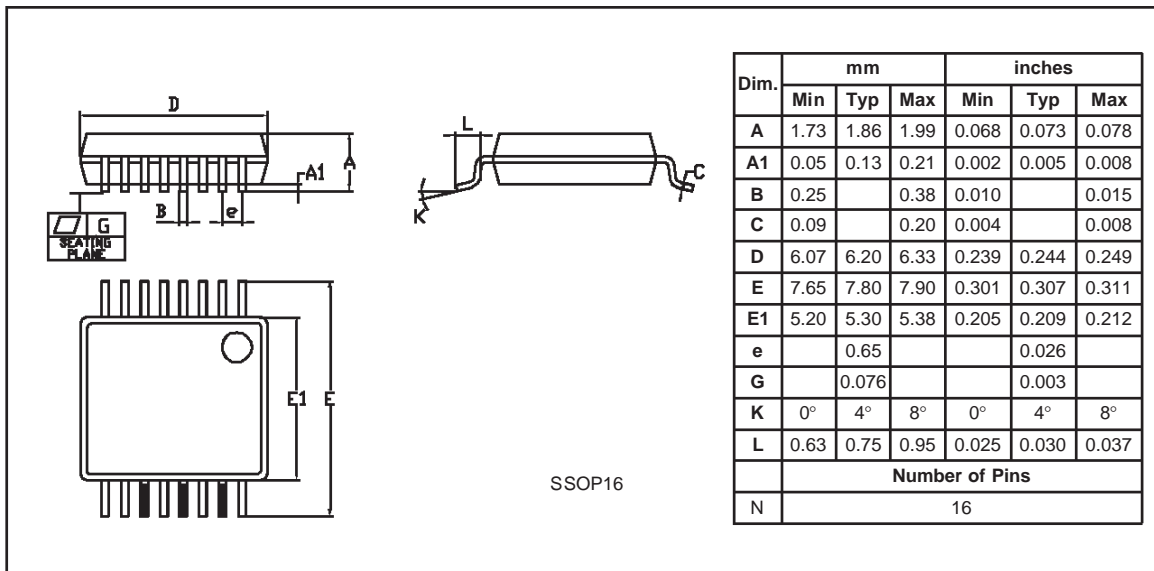 D
L
A
A1
C
B
e
K
G
SEATING
PLANE
E1
E
SSOP16
Dim. mm inches
Min Typ Max Min Typ Max
A 1.73 1.86 1.99 0.068 0.073 0.078
A1 0.05 0.13 0.21 0.002 0.005 0.008
B 0.25 0.38 0.010 0.015
C 0.09 0.20 0.004 0.008
D 6.07 6.20 6.33 0.239 0.244 0.249
E 7.65 7.80 7.90 0.301 0.307 0.311
E1 5.20 5.30 5.38 0.205 0.209 0.212
e 0.65 0.026
G 0.076 0.003
K 0° 4° 8° 0° 4° 8°
L 0.63 0.75 0.95 0.025 0.030 0.037
Number of Pins
N 16